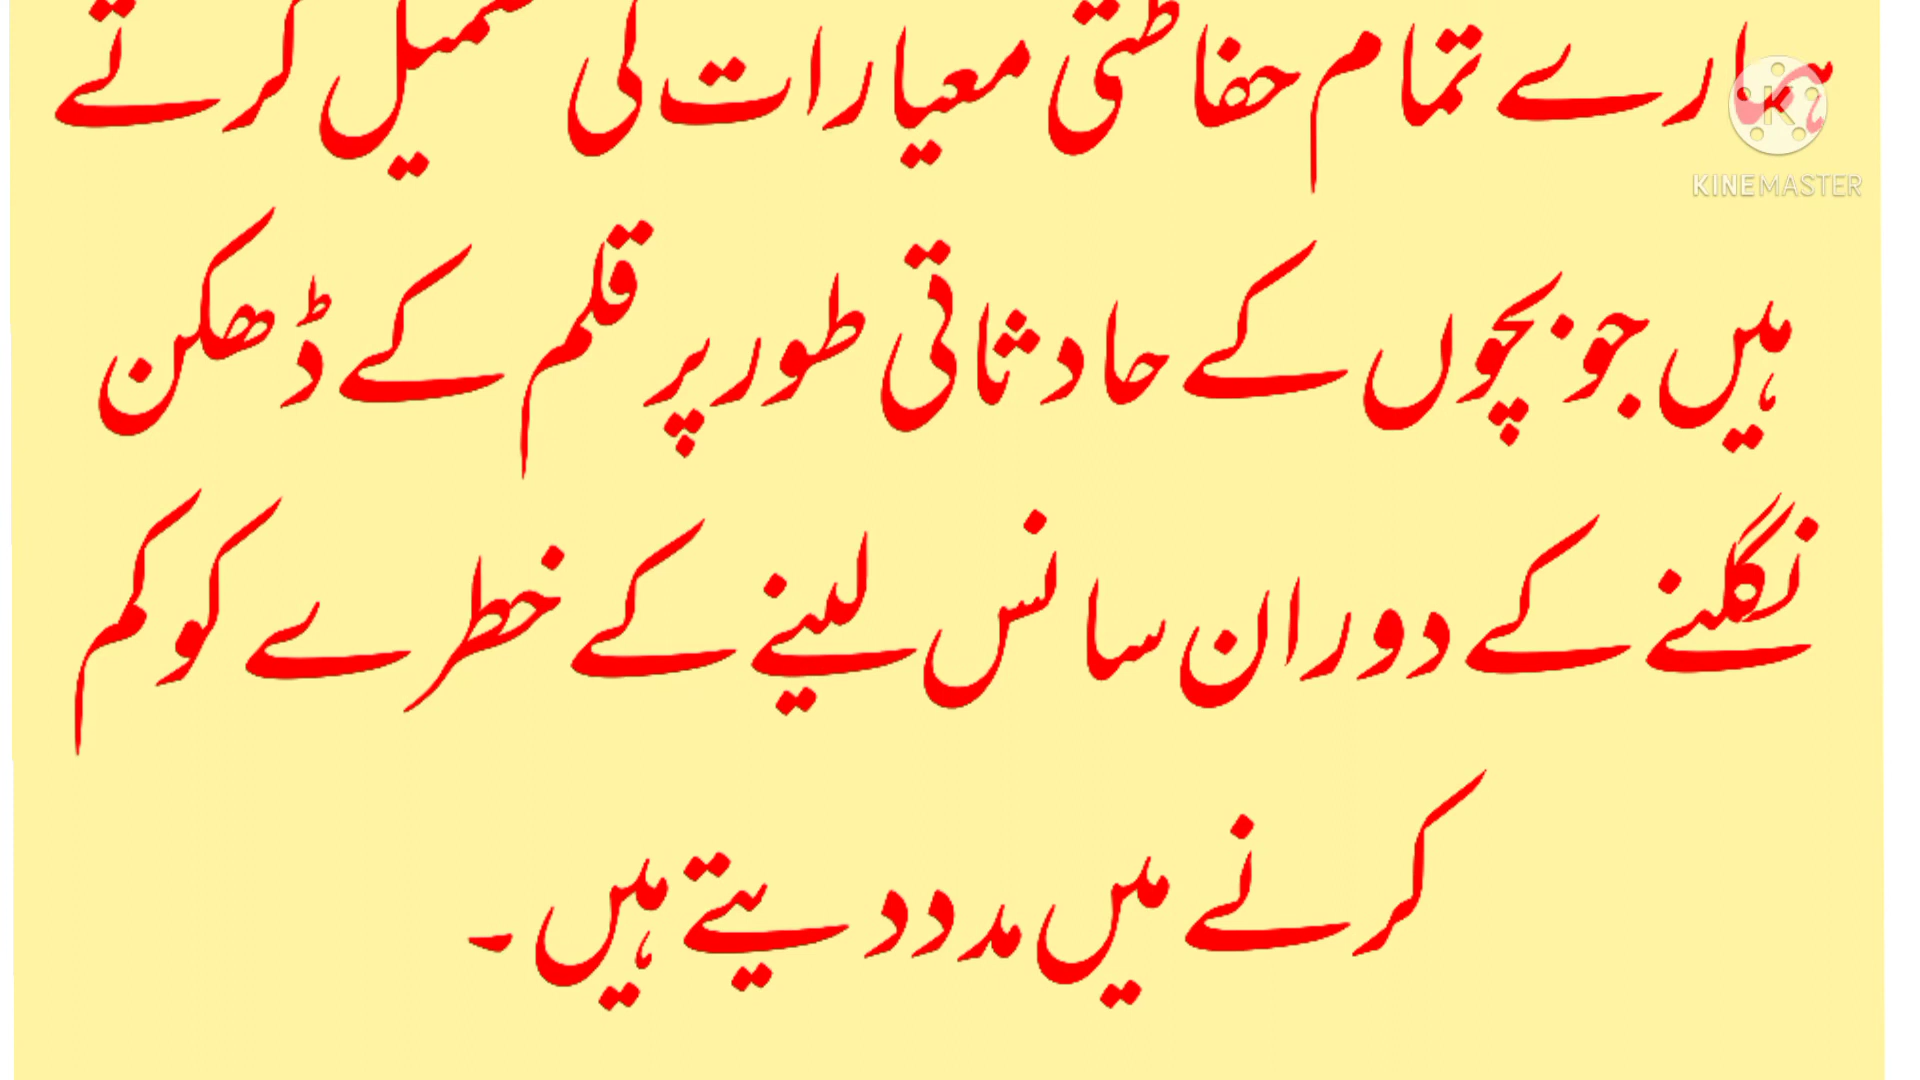 ہمارے تمام حفاظتی معیارات کی تعمیل کرتے
KINEMASTER
ہیں جو بچوں کے حادثاتی طور پر قلم کے ڈھکن
نگلنے کے دوران سانس لینے کے خطرے کو کم
کرنے میں مدد دیتے ہیں۔